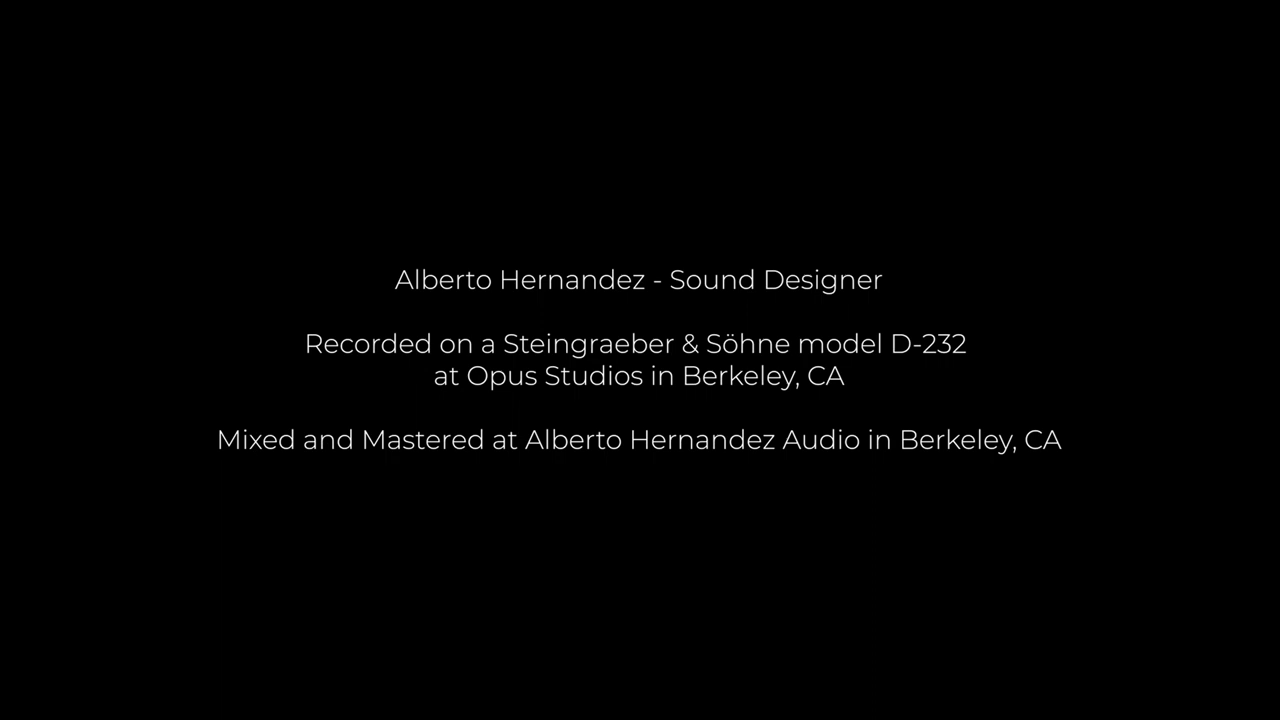 Alberto Hernandez - Sound Designer
Recorded on a Steingraeber & Söhne model D-232
at Opus Studios in Berkeley, CA
Mixed and Mastered at Alberto Hernandez Audio in Berkeley, CA